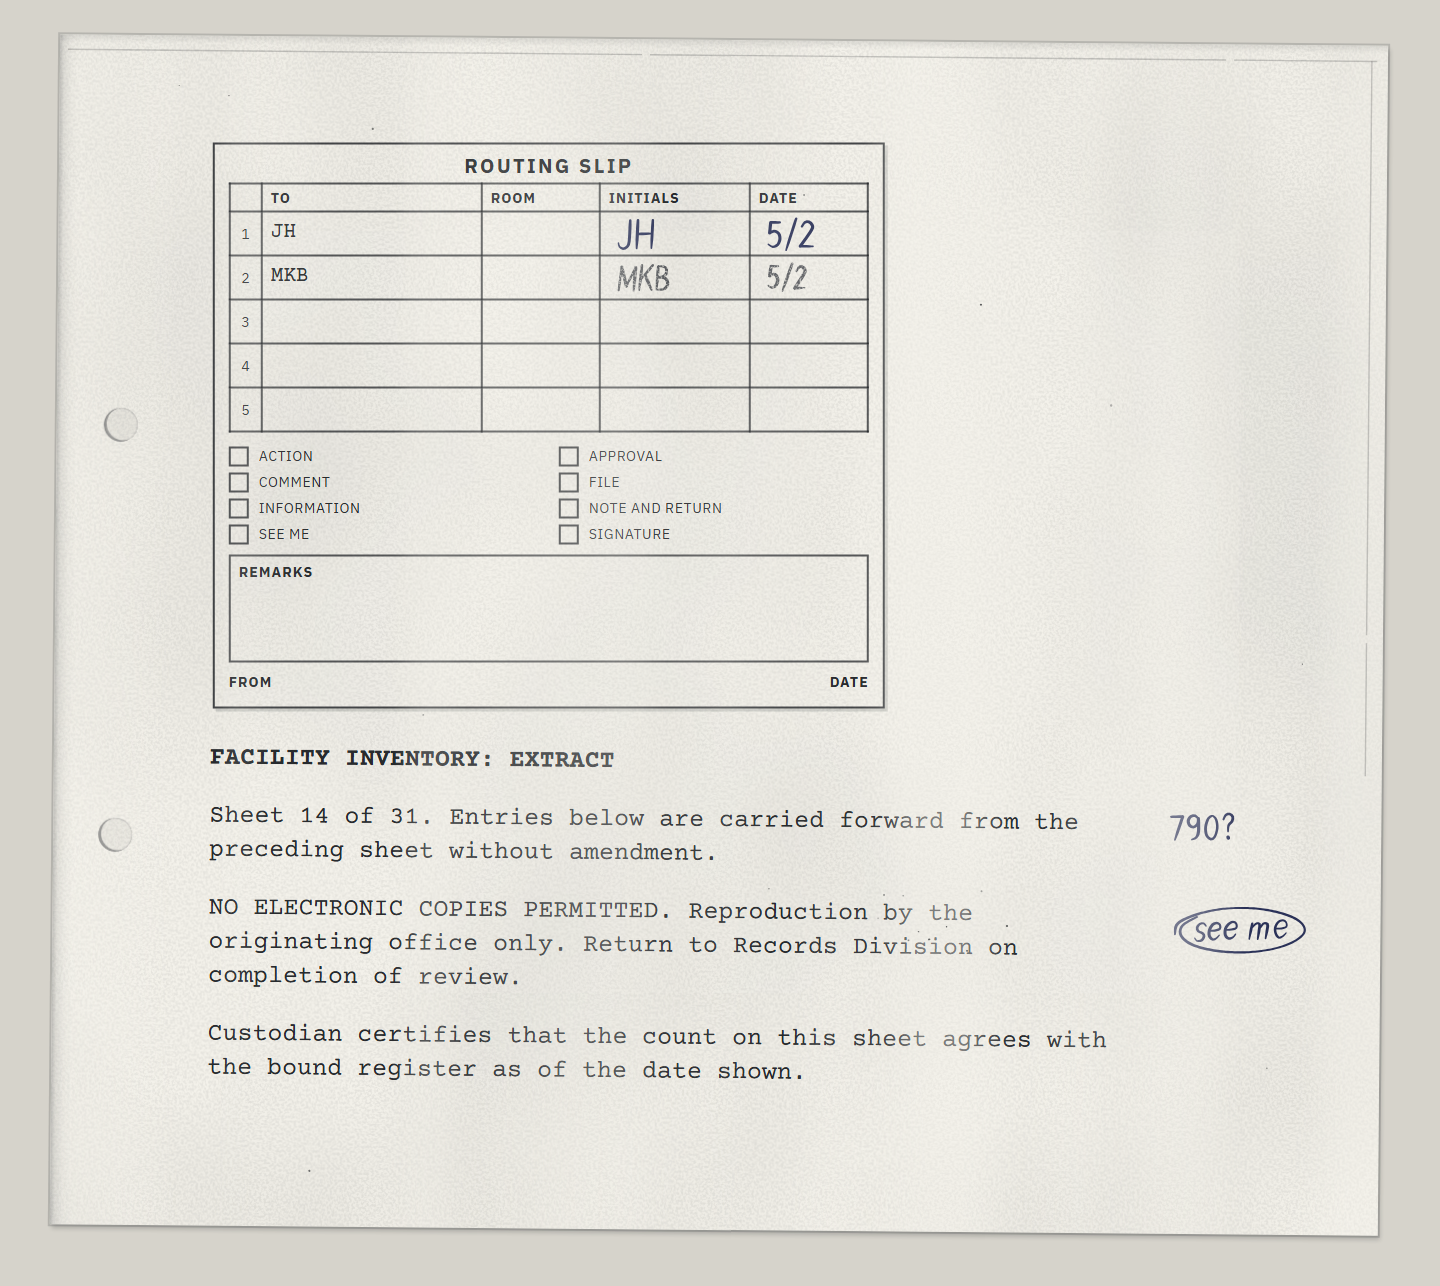 ROUTING SLIP
TO ROOM INITIALS DATE
1 JH JH 5/2
2 MKB MKB 5/2
3
4
5
ACTION APPROVAL
COMMENT FILE
INFORMATION NOTE AND RETURN
SEE ME SIGNATURE
REMARKS
FROM DATE
FACILITY INVENTORY: EXTRACT
Sheet 14 of 31. Entries below are carried forward from the
preceding sheet without amendment.
790?
NO ELECTRONIC COPIES PERMITTED. Reproduction by the
originating office only. Return to Records Division on
completion of review.
see me
Custodian certifies that the count on this sheet agrees with
the bound register as of the date shown.